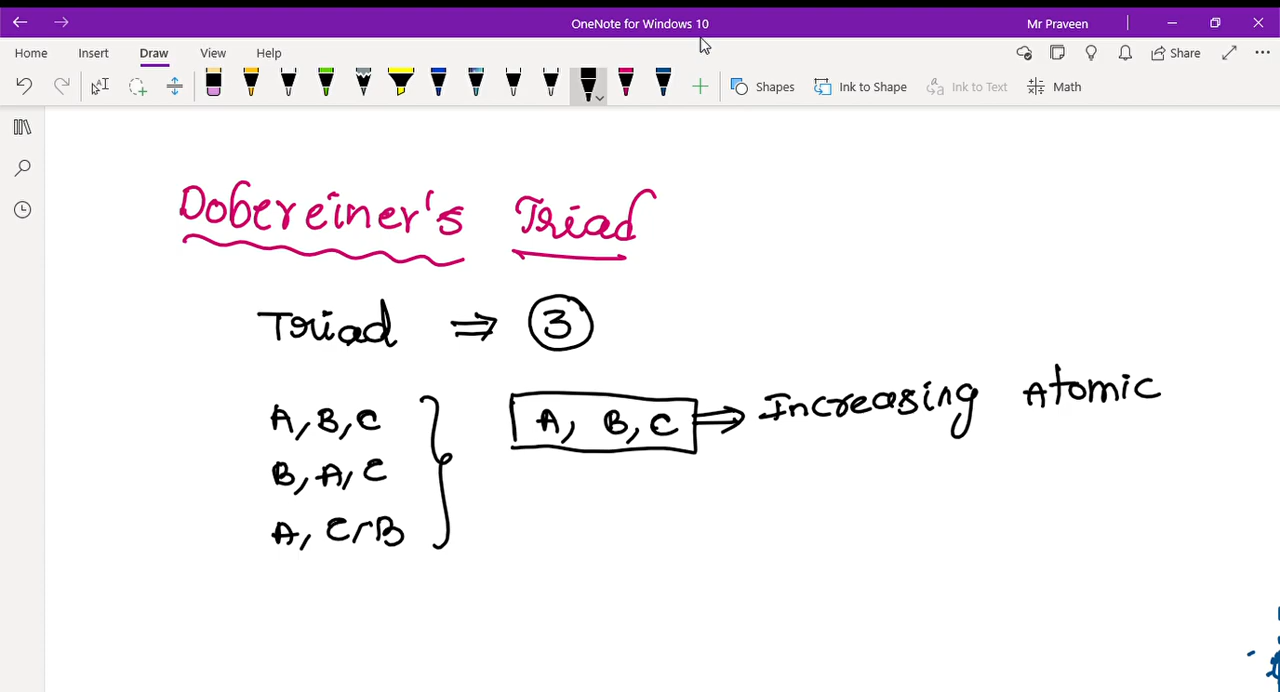 OneNote for Windows 10
Mr Praveen
Home Insert Draw View Help
Share
Shapes Ink to Shape Ink to Text Math
Dobereiner's Triad
Triad ⇒ 3
A, B, C
B, A, C
A, C, B
A, B, C ⇒ Increasing Atomic